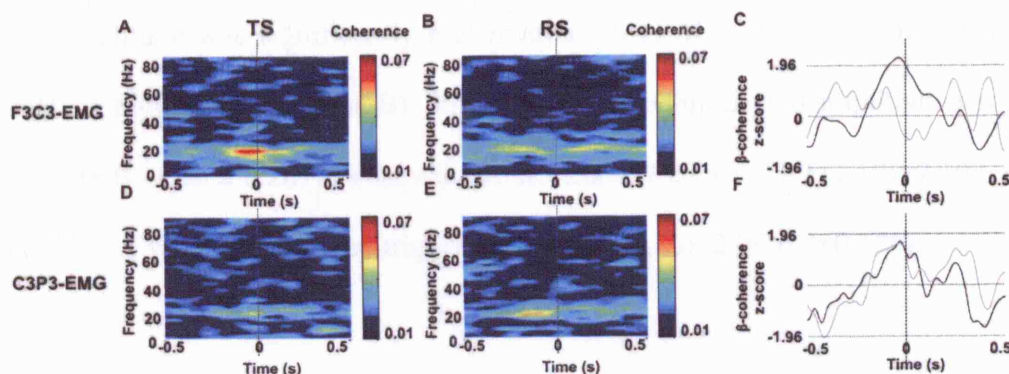 A TS Coherence B RS Coherence C
F3C3-EMG
Frequency (Hz)
80
60
40
20
0
-0.5 0 0.5
Time (s)
0.07
0.01
Frequency (Hz)
80
60
40
20
0
-0.5 0 0.5
Time (s)
0.07
0.01
β-coherence
z-score
1.96
0
-1.96
-0.5 0 0.5
Time (s)
D E F
C3P3-EMG
Frequency (Hz)
80
60
40
20
0
-0.5 0 0.5
Time (s)
0.07
0.01
Frequency (Hz)
80
60
40
20
0
-0.5 0 0.5
Time (s)
0.07
0.01
β-coherence
z-score
1.96
0
-1.96
-0.5 0 0.5
Time (s)